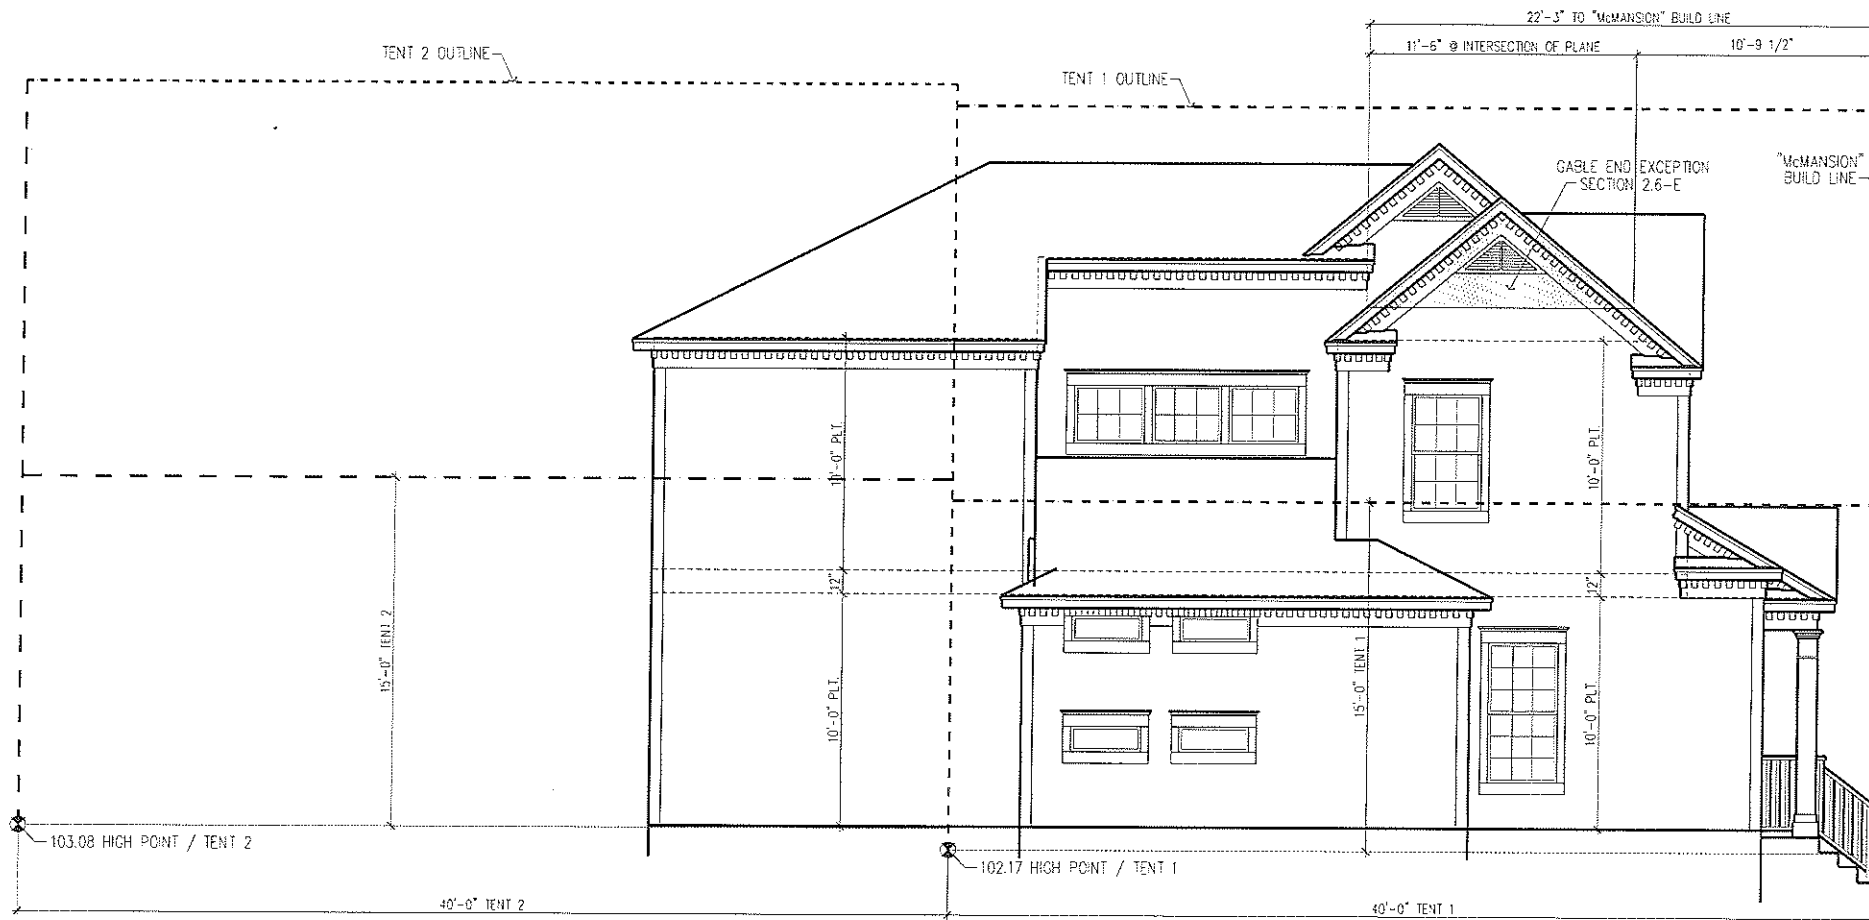 22'-3" TO "McMANSION" BUILD LINE
11'-6" @ INTERSECTION OF PLANE
10'-9 1/2"
TENT 2 OUTLINE
TENT 1 OUTLINE
GABLE END EXCEPTION
SECTION 2.6-E
"McMANSION"
BUILD LINE
10'-0" PLT.
10'-0" PLT.
12"
12"
15'-0" TENT 2
10'-0" PLT.
15'-0" TENT 1
10'-0" PLT.
103.08 HIGH POINT / TENT 2
102.17 HIGH POINT / TENT 1
40'-0" TENT 2
40'-0" TENT 1